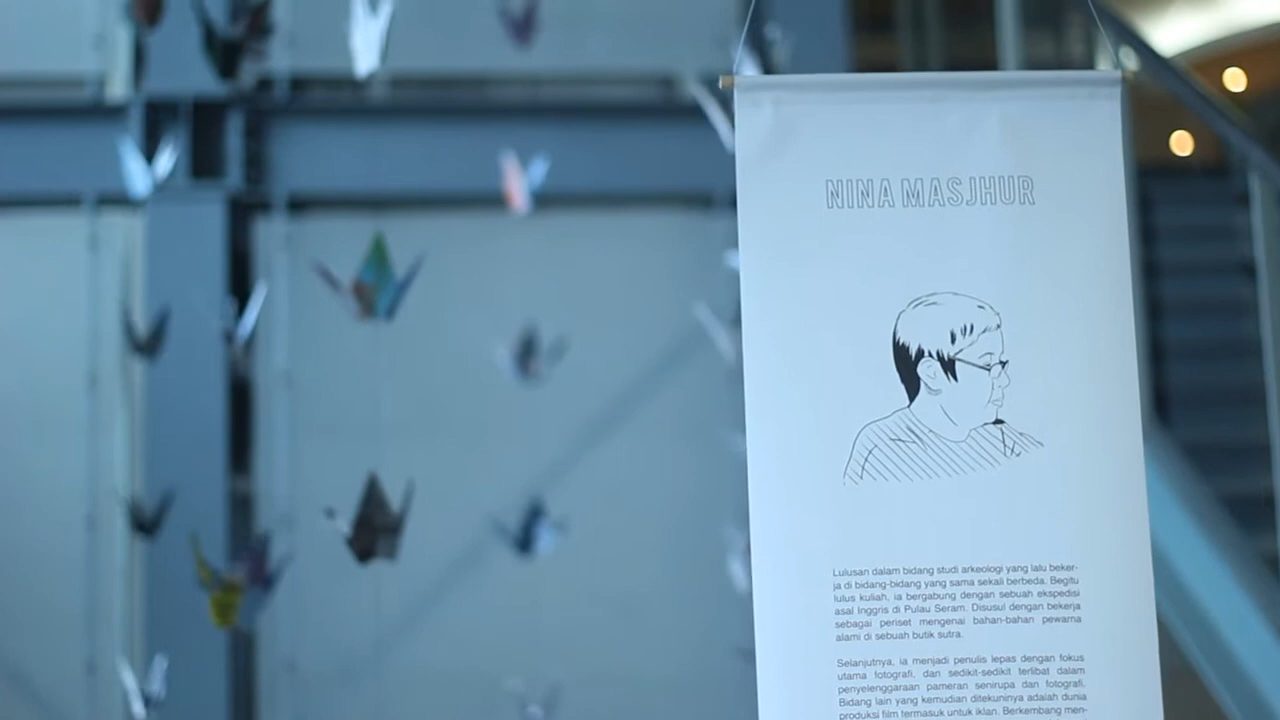 NINA MASJHUR
Lulusan dalam bidang studi arkeologi yang lalu beker-
ja di bidang-bidang yang sama sekali berbeda. Begitu
lulus kuliah, ia bergabung dengan sebuah ekspedisi
asal Inggris di Pulau Seram. Disusul dengan bekerja
sebagai periset mengenai bahan-bahan pewarna
alami di sebuah butik sutra.
Selanjutnya, ia menjadi penulis lepas dengan fokus
utama fotografi, dan sedikit-sedikit terlibat dalam
penyelenggaraan pameran senirupa dan fotografi.
Bidang lain yang kemudian ditekuninya adalah dunia
produksi film termasuk untuk iklan. Berkembang men-